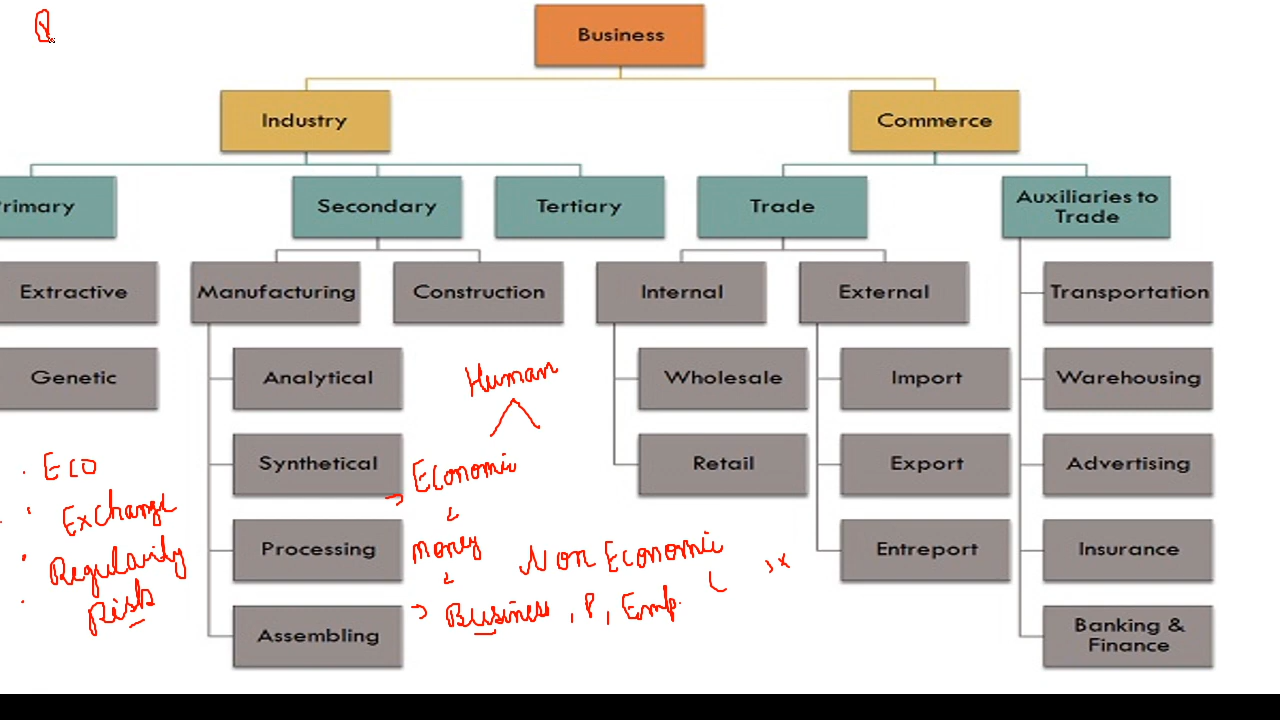 Q
Business
Industry
Commerce
rimary
Secondary
Tertiary
Trade
Auxiliaries to
Trade
Extractive
Manufacturing
Construction
Internal
External
Transportation
Genetic
Analytical
Wholesale
Import
Warehousing
Synthetical
Retail
Export
Advertising
Processing
Entreport
Insurance
Assembling
Banking &
Finance
Human
Economic
Non Economic
money
Business, P, Emp.
Eco
Exchange
Regularity
Risk